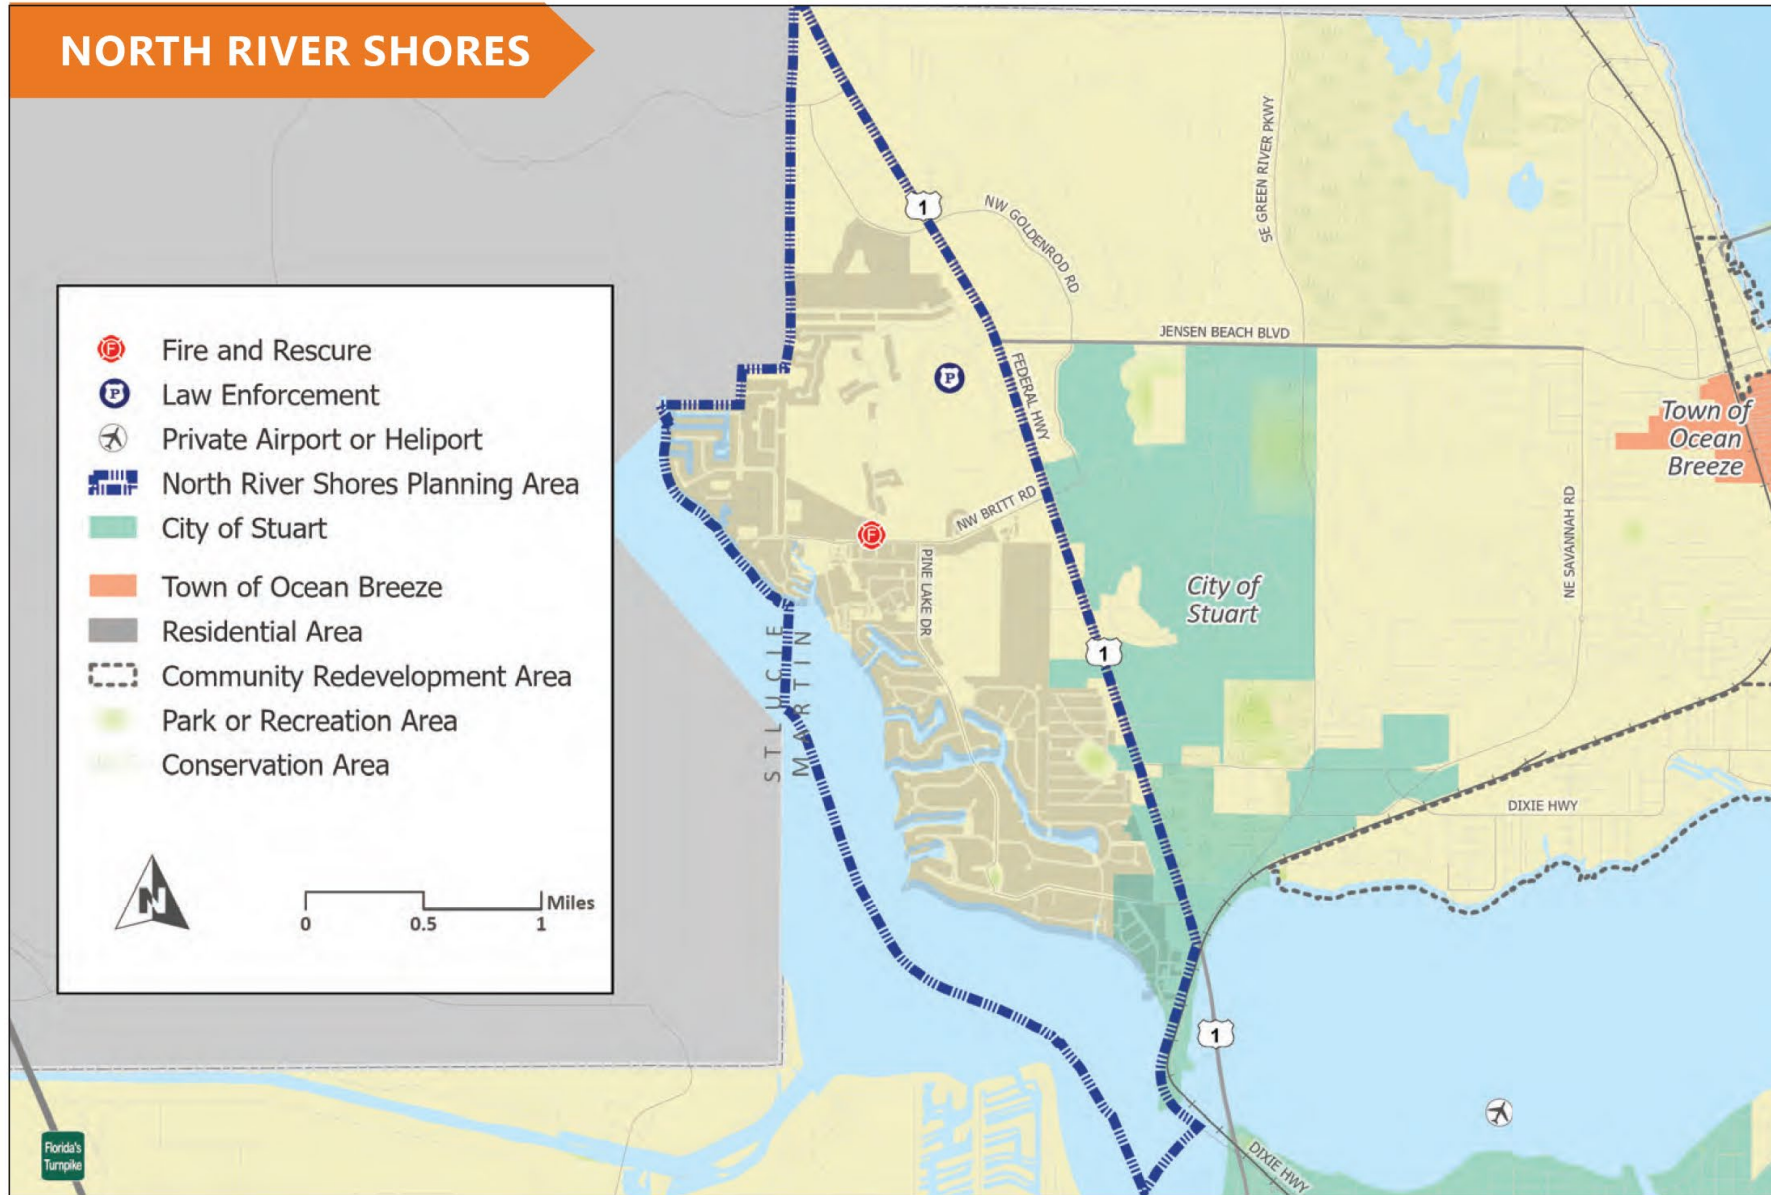 NORTH RIVER SHORES
Fire and Rescure
Law Enforcement
Private Airport or Heliport
North River Shores Planning Area
City of Stuart
Town of Ocean Breeze
Residential Area
Community Redevelopment Area
Park or Recreation Area
Conservation Area
N
0 0.5 1 Miles
F
P
1
NW GOLDENROD RD
SE GREEN RIVER PKWY
JENSEN BEACH BLVD
FEDERAL HWY
P
Town of
Ocean
Breeze
NW BRITT RD
F
PINE LAKE DR
NE SAVANNAH RD
City of
Stuart
1
ST LUCIE
MARTIN
DIXIE HWY
1
DIXIE HWY
Florida's
Turnpike